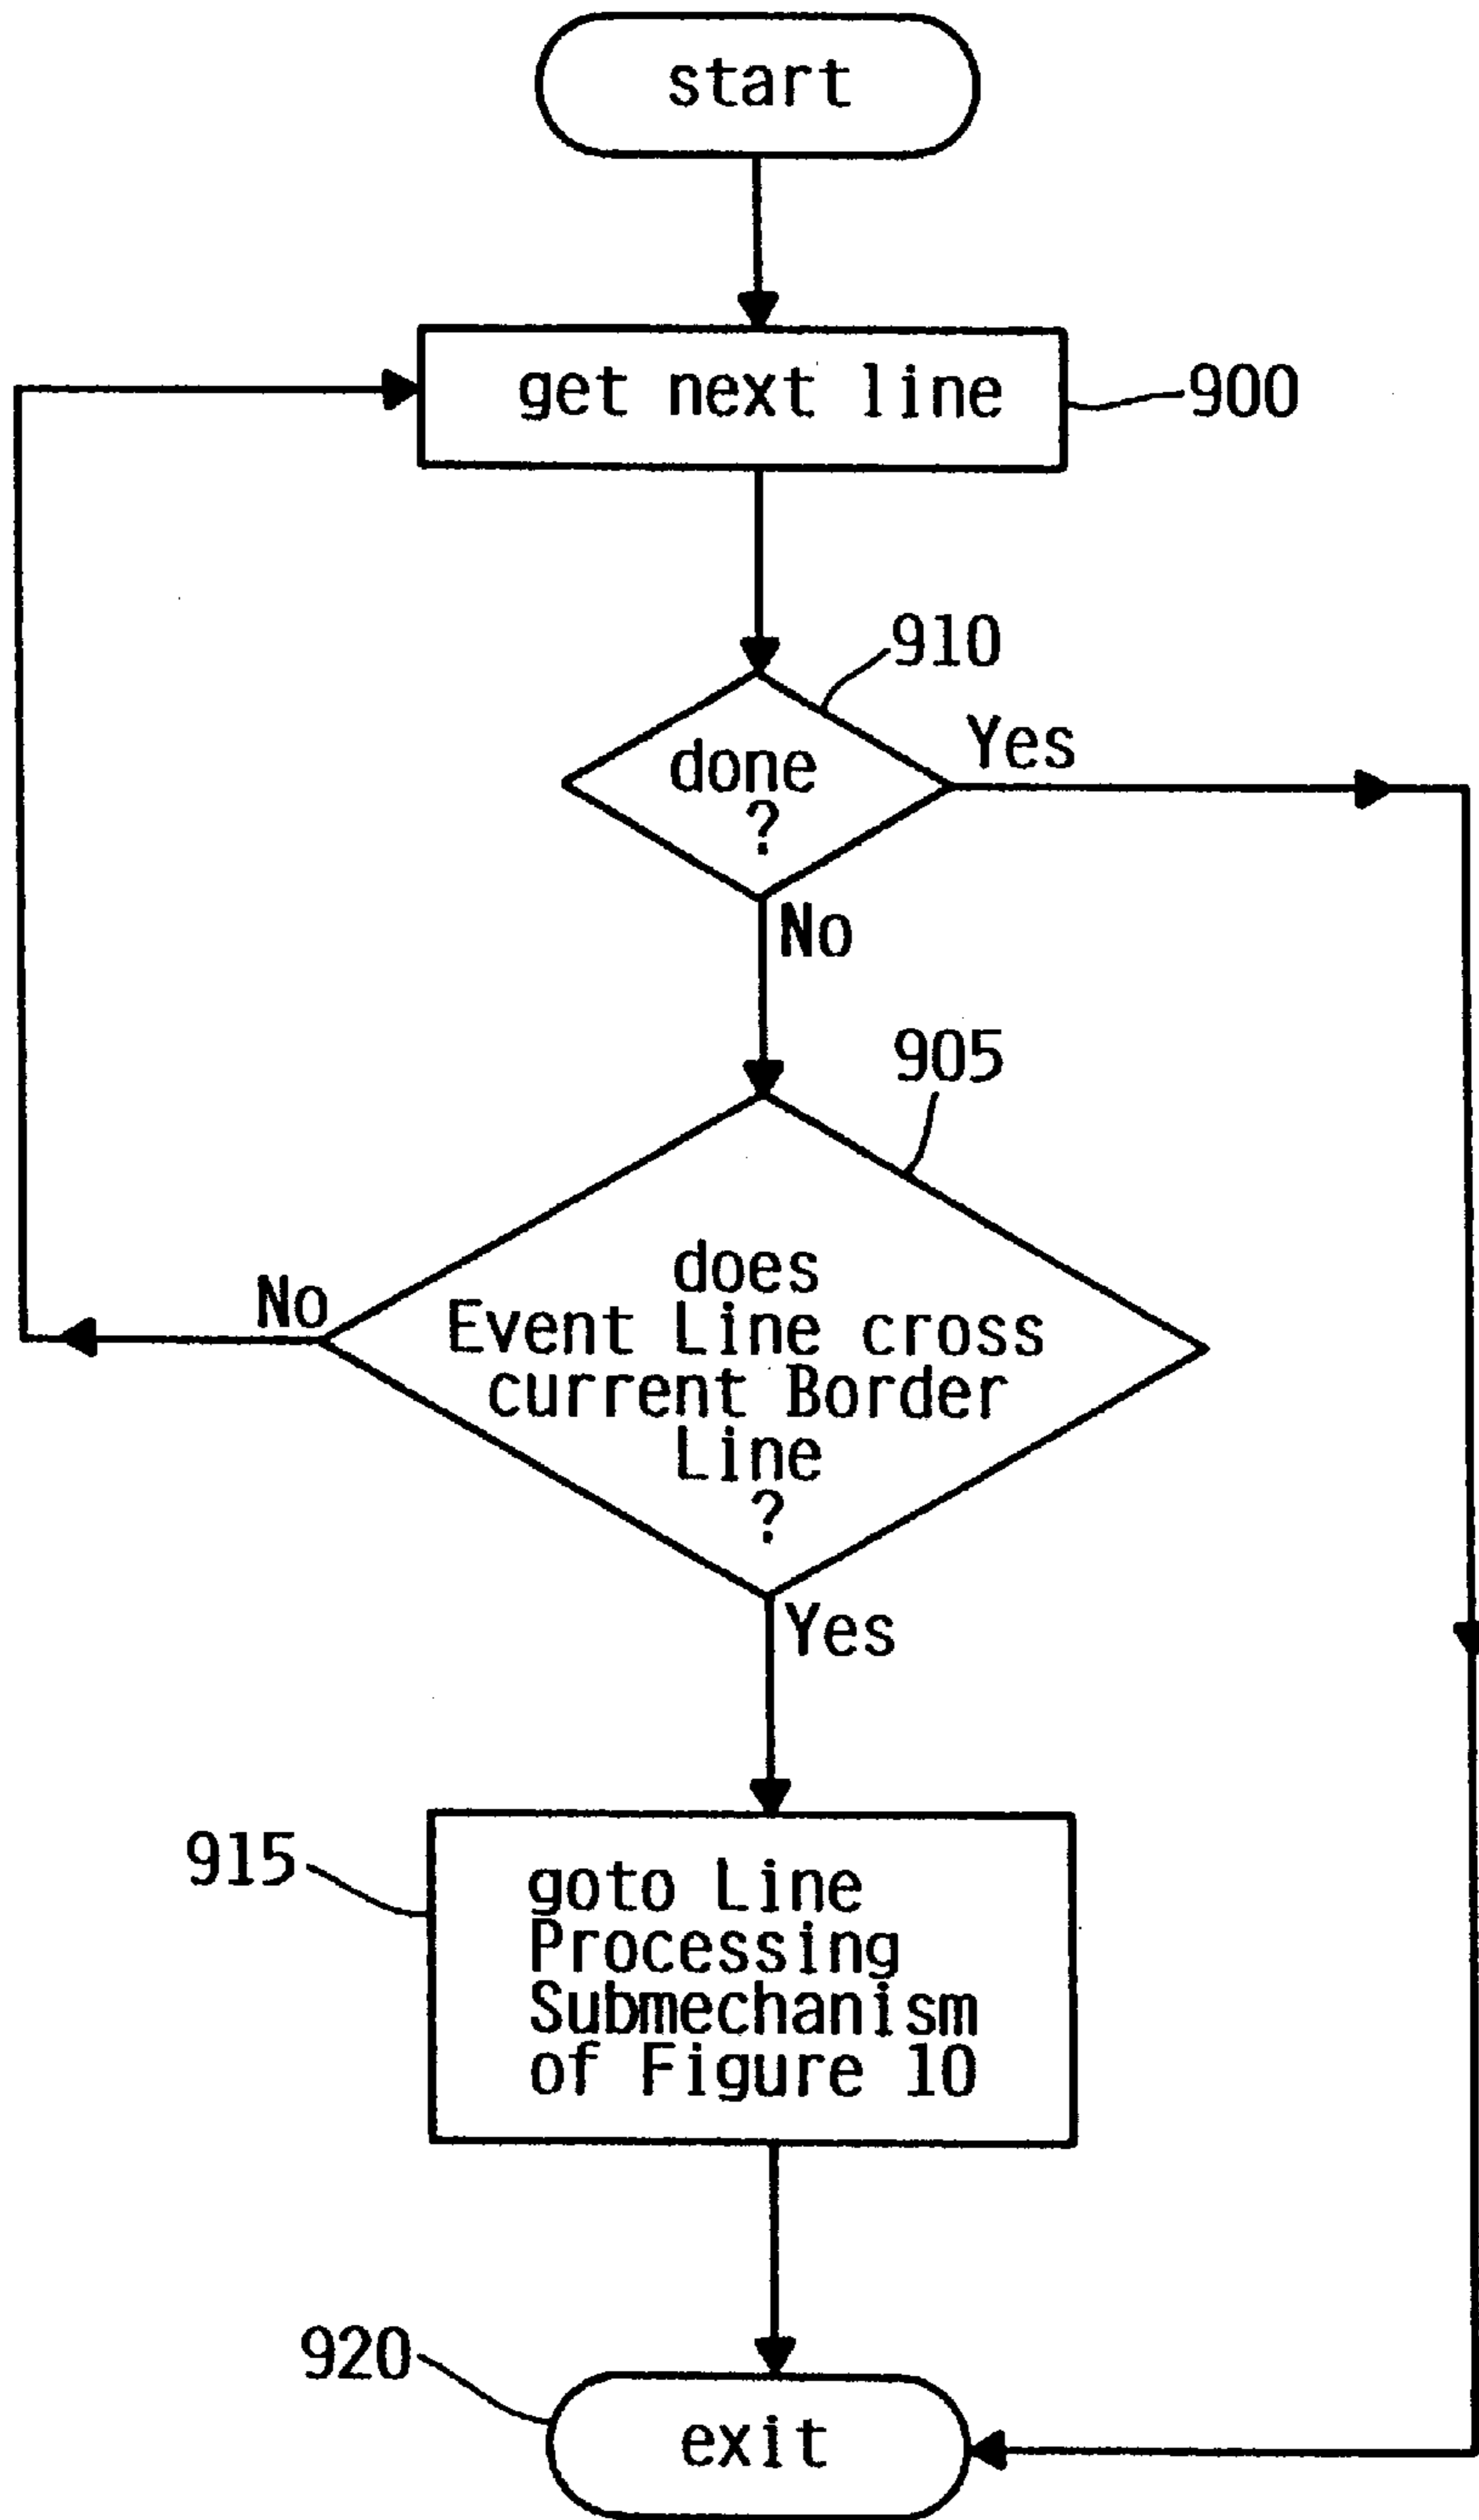 start
get next line
900
910
done
?
Yes
No
905
does
Event Line cross
current Border
Line
?
No
Yes
915
goto Line
Processing
Submechanism
of Figure 10
920
exit